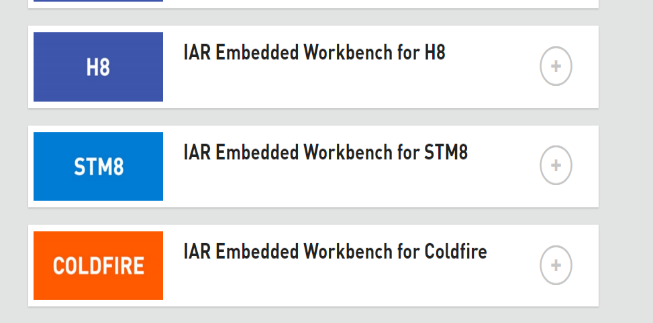 H8
IAR Embedded Workbench for H8
STM8
IAR Embedded Workbench for STM8
COLDFIRE
IAR Embedded Workbench for Coldfire